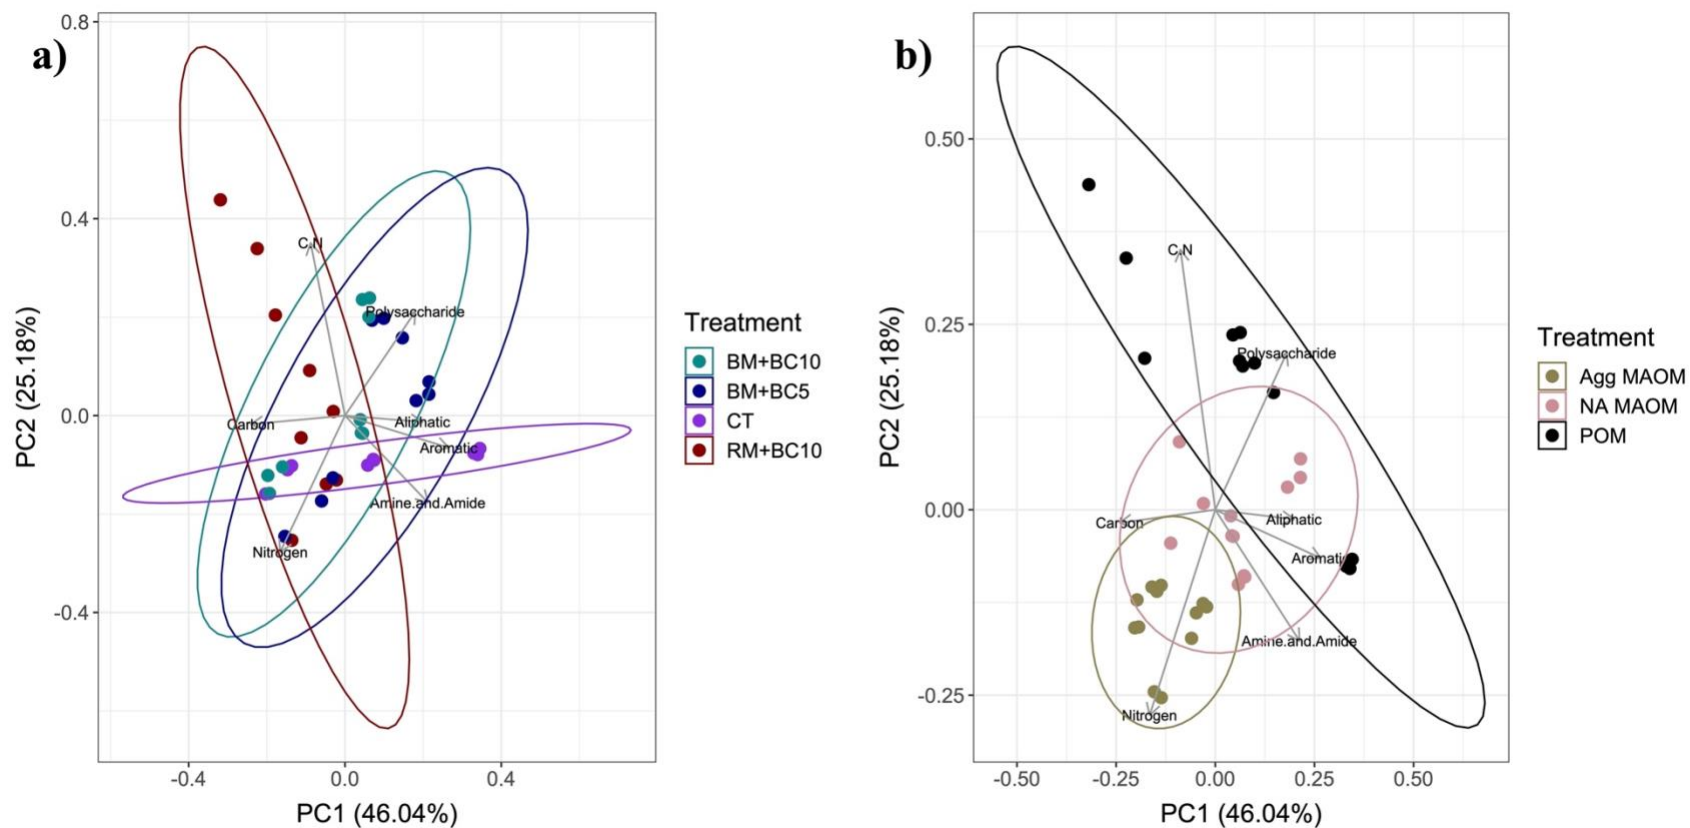 a)
0.8
0.4
0.0
-0.4
PC2 (25.18%)
C.N
Polysaccharide
Carbon
Aliphatic
Aromatic
Amine.and.Amide
Nitrogen
-0.4
0.0
0.4
PC1 (46.04%)
Treatment
BM+BC10
BM+BC5
CT
RM+BC10
b)
0.50
0.25
0.00
-0.25
PC2 (25.18%)
C.N
Polysaccharide
Carbon
Aliphatic
Aromatic
Amine.and.Amide
Nitrogen
-0.50
-0.25
0.00
0.25
0.50
PC1 (46.04%)
Treatment
Agg MAOM
NA MAOM
POM